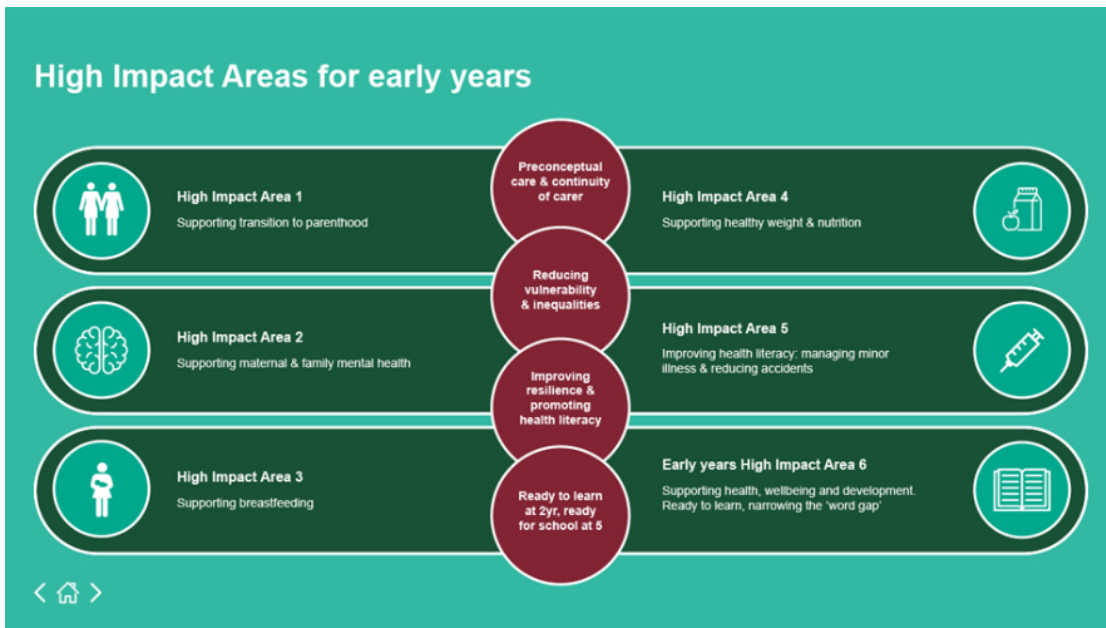 High Impact Areas for early years
High Impact Area 1
Supporting transition to parenthood
High Impact Area 2
Supporting maternal & family mental health
High Impact Area 3
Supporting breastfeeding
Preconceptual
care & continuity
of carer
Reducing
vulnerability
& inequalities
Improving
resilience &
promoting
health literacy
Ready to learn
at 2yr, ready
for school at 5
High Impact Area 4
Supporting healthy weight & nutrition
High Impact Area 5
Improving health literacy: managing minor
illness & reducing accidents
Early years High Impact Area 6
Supporting health, wellbeing and development.
Ready to learn, narrowing the ‘word gap’